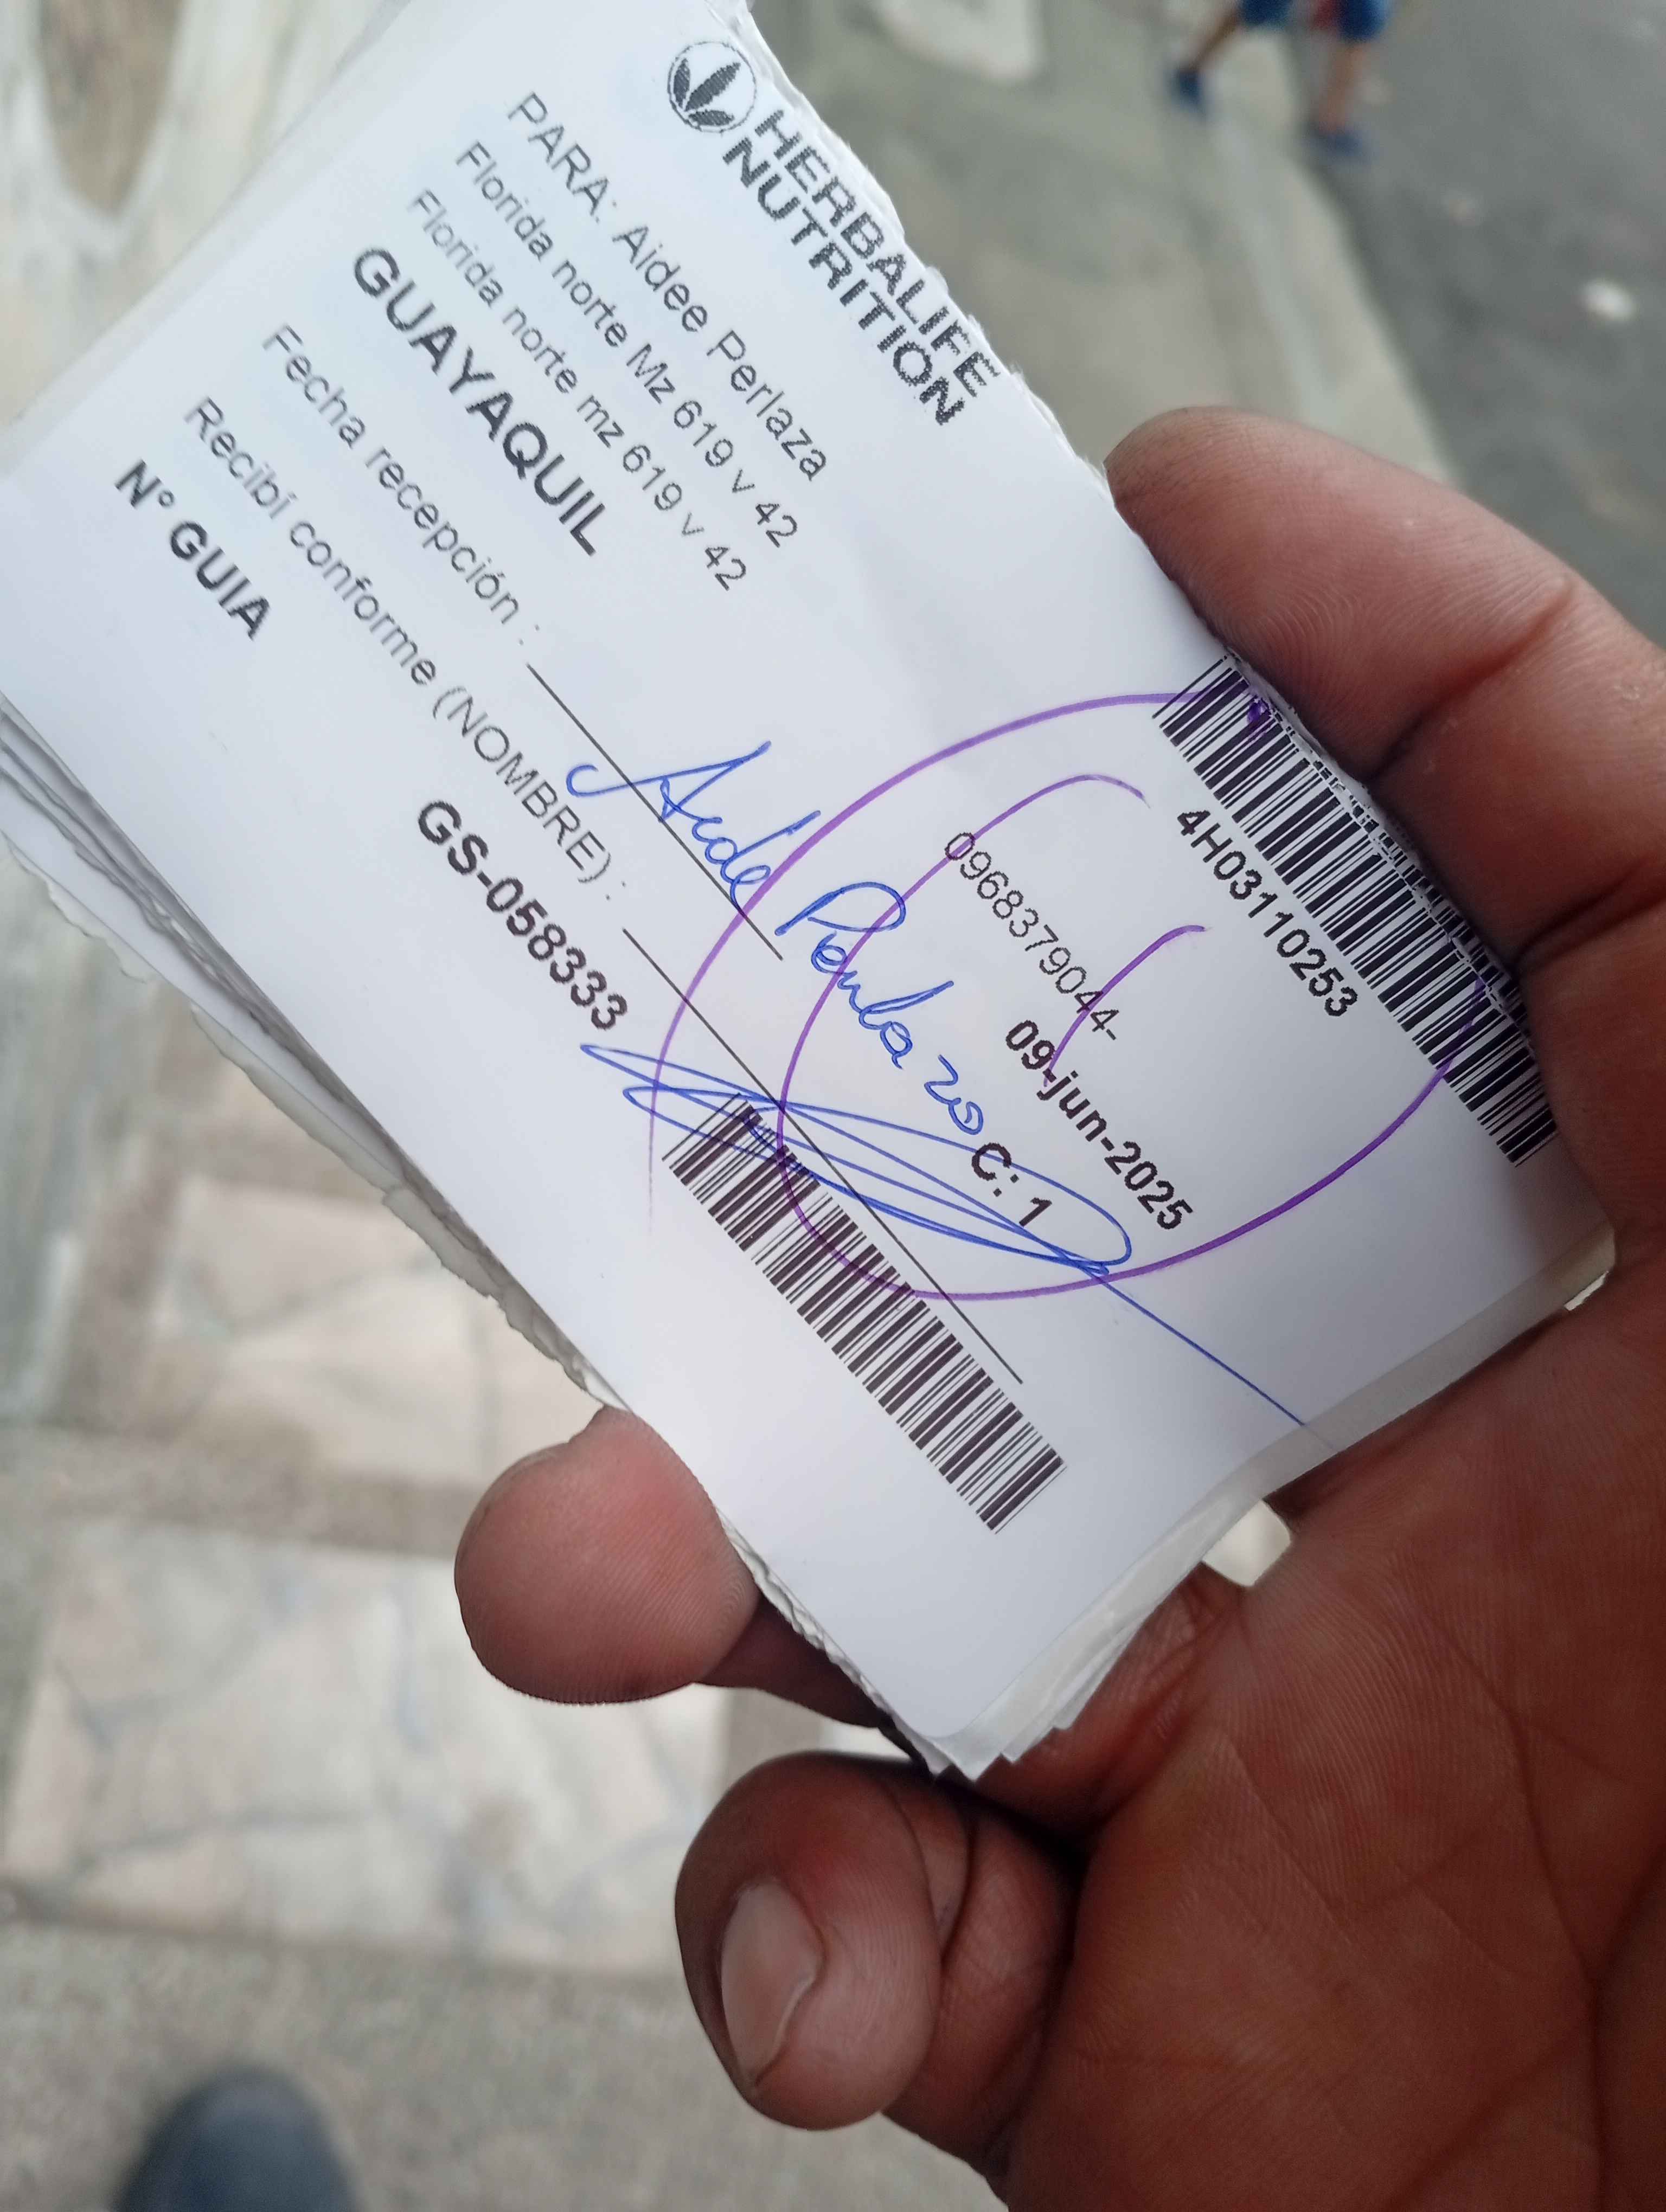 HERBALIFE
NUTRITION
4H03110253
PARA: Aidee Perlaza
0968379044-
Florida norte Mz 619 v 42
Florida norte mz 619 v 42
09-jun-2025
GUAYAQUIL
C: 1
Fecha recepción :
Recibí conforme (NOMBRE) :
N° GUIA
GS-058333